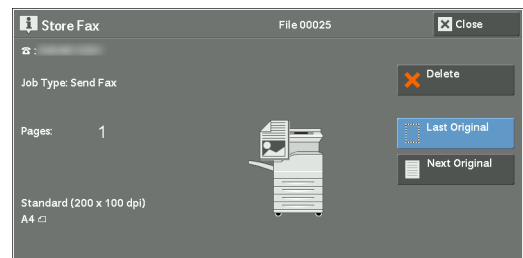 Store Fax
File 00025
Close
☎ :
Job Type: Send Fax
Delete
Pages: 1
Last Original
Next Original
Standard (200 x 100 dpi)
A4